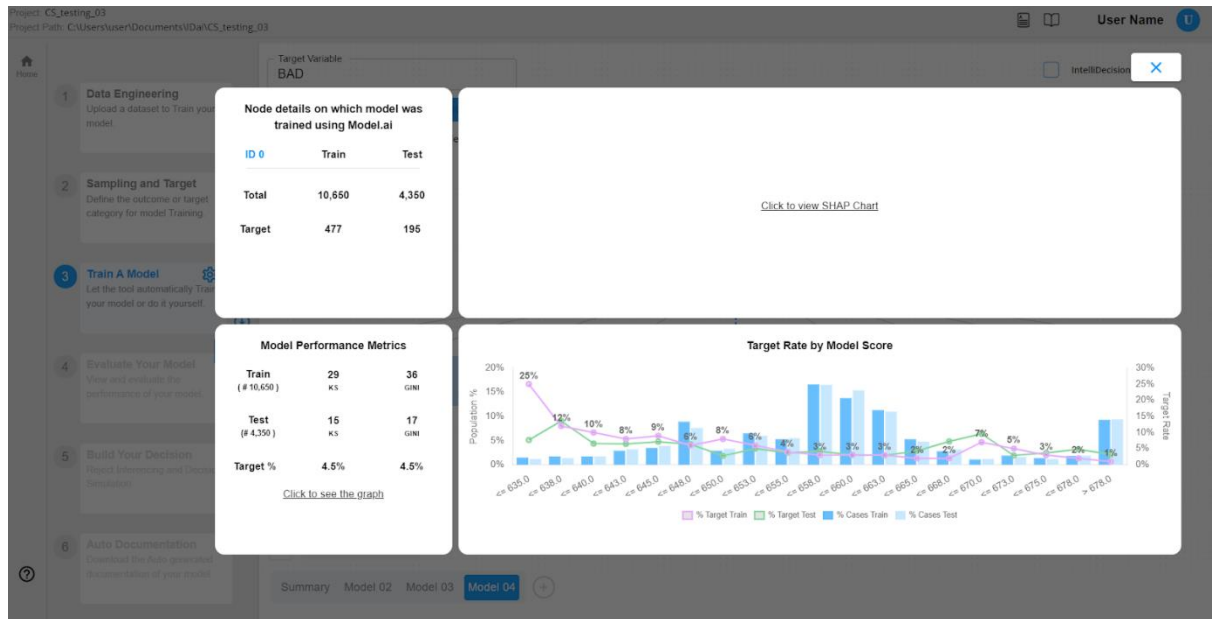 Project: CS_testing_03
Project Path: C:\Users\user\Documents\IDai\CS_testing_03
User Name
U
Home
Target Variable
BAD
IntelliDecision
1
Data Engineering
Upload a dataset to Train your
model.
2
Sampling and Target
Define the outcome or target
category for model Training.
3
Train A Model
Let the tool automatically Train
your model or do it yourself.
4
Evaluate Your Model
View and evaluate the
performance of your model.
5
Build Your Decision
Reject Inferencing and
Simulation
6
Auto Documentation
Download the Auto generated
documentation of your model.
Node details on which model was
trained using Model.ai
ID 0 Train Test
Total 10,650 4,350
Target 477 195
Click to view SHAP Chart
Model Performance Metrics
Train 29 36
( # 10,650 ) KS GINI
Test 15 17
(# 4,350 ) KS GINI
Target % 4.5% 4.5%
Click to see the graph
Target Rate by Model Score
Population %
20%
15%
10%
5%
0%
25% 12% 10% 8% 9% 6% 8% 6% 4% 3% 3% 3% 2% 2% 7% 5% 3% 2% 1%
30%
25%
20%
15%
10%
5%
0%
Target Rate
<= 635.0 <= 638.0 <= 640.0 <= 643.0 <= 645.0 <= 648.0 <= 650.0 <= 653.0 <= 655.0 <= 658.0 <= 660.0 <= 663.0 <= 665.0 <= 668.0 <= 670.0 <= 673.0 <= 675.0 <= 678.0 > 678.0
% Target Train % Target Test % Cases Train % Cases Test
Summary Model 02 Model 03 Model 04